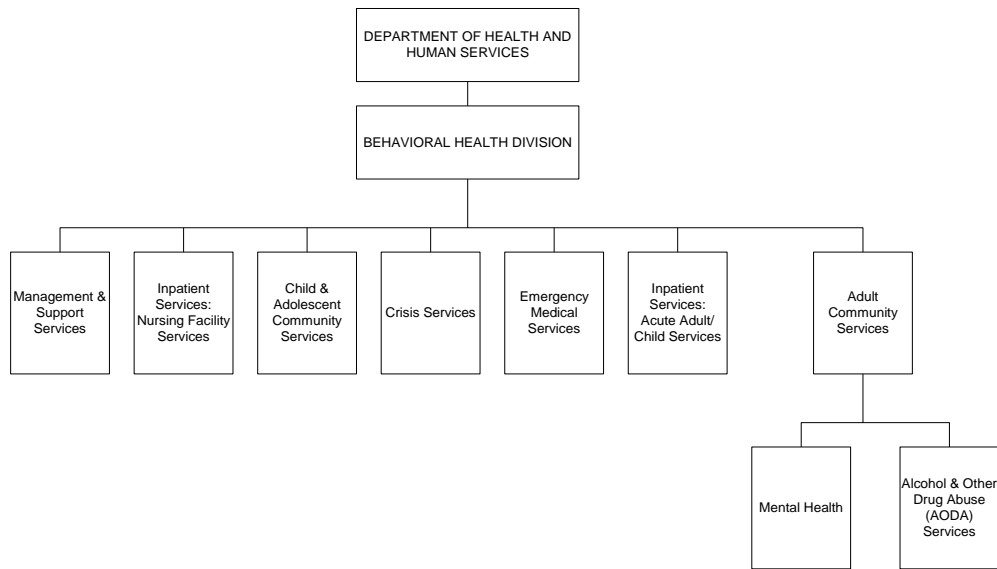 DEPARTMENT OF HEALTH AND
HUMAN SERVICES
BEHAVIORAL HEALTH DIVISION
Management &
Support
Services
Inpatient
Services:
Nursing Facility
Services
Child &
Adolescent
Community
Services
Crisis Services
Emergency
Medical
Services
Inpatient
Services:
Acute Adult/
Child Services
Adult
Community
Services
Mental Health
Alcohol & Other
Drug Abuse
(AODA)
Services